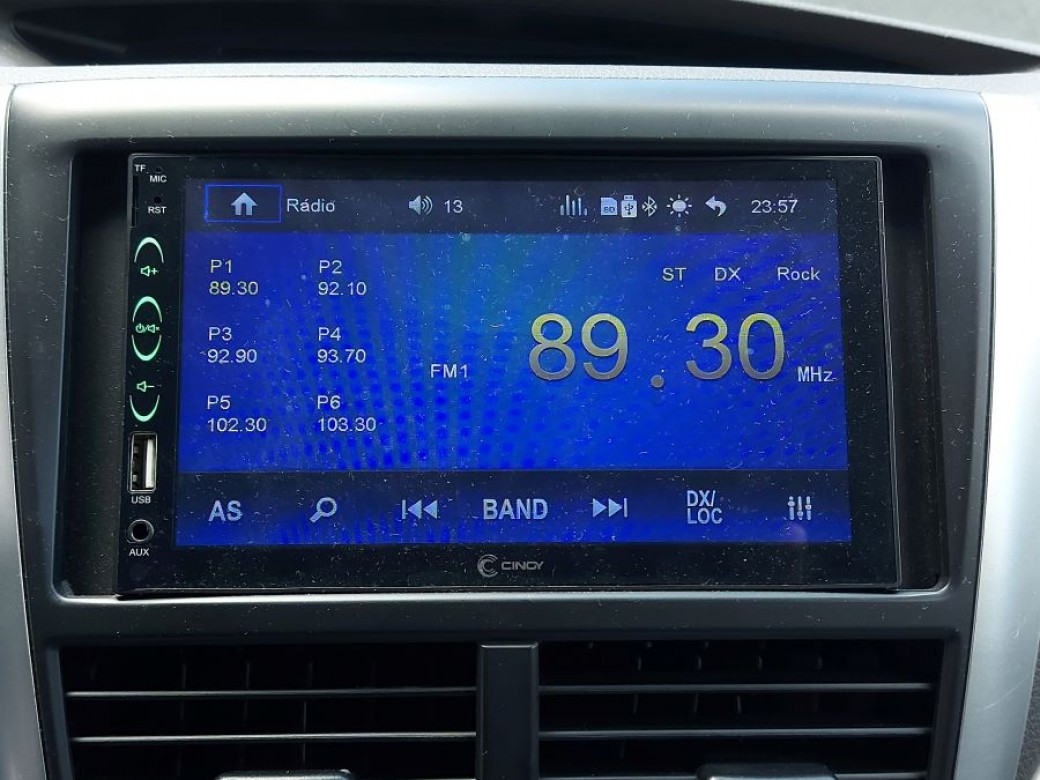 TF
MIC
RST
Rádio 13 SD 23:57
P1 P2 ST DX Rock
89.30 92.10
P3 P4
92.90 93.70
FM1 89.30 MHz
P5 P6
102.30 103.30
USB
AS BAND DX/
LOC
AUX
CINCY